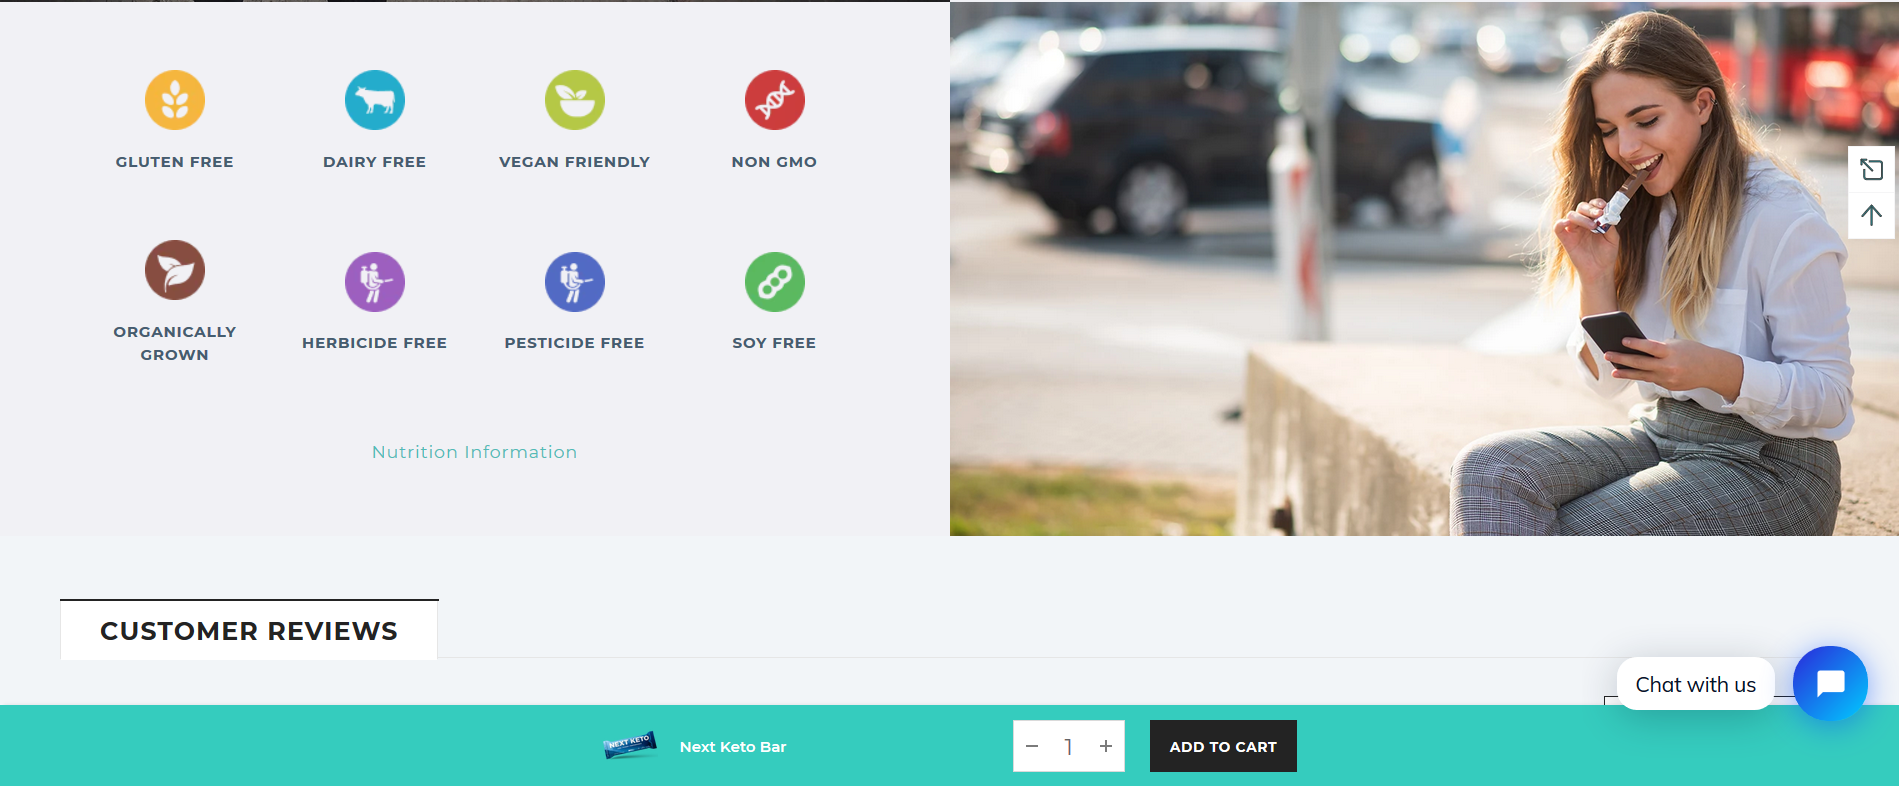 GLUTEN FREE
DAIRY FREE
VEGAN FRIENDLY
NON GMO
ORGANICALLY
GROWN
HERBICIDE FREE
PESTICIDE FREE
SOY FREE
Nutrition Information
CUSTOMER REVIEWS
Chat with us
NEXT KETO
Next Keto Bar
1
ADD TO CART